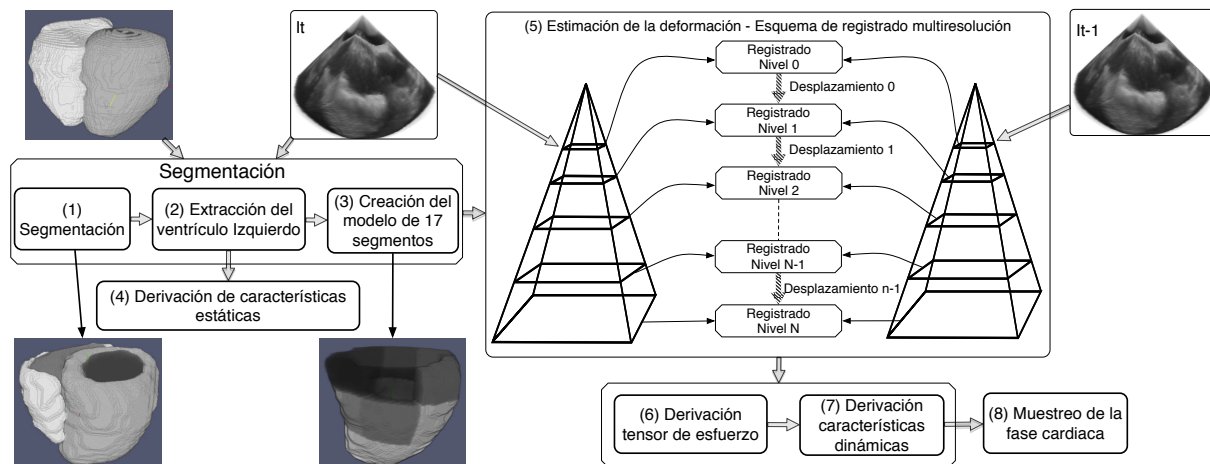 It
(5) Estimación de la deformación - Esquema de registrado multiresolución
It-1
Registrado
Nivel 0
Desplazamiento 0
Registrado
Nivel 1
Desplazamiento 1
Registrado
Nivel 2
Registrado
Nivel N-1
Desplazamiento n-1
Registrado
Nivel N
Segmentación
(1)
Segmentación
(2) Extracción del
ventrículo Izquierdo
(3) Creación del
modelo de 17
segmentos
(4) Derivación de características
estáticas
(6) Derivación
tensor de esfuerzo
(7) Derivación
características
dinámicas
(8) Muestreo de la
fase cardiaca